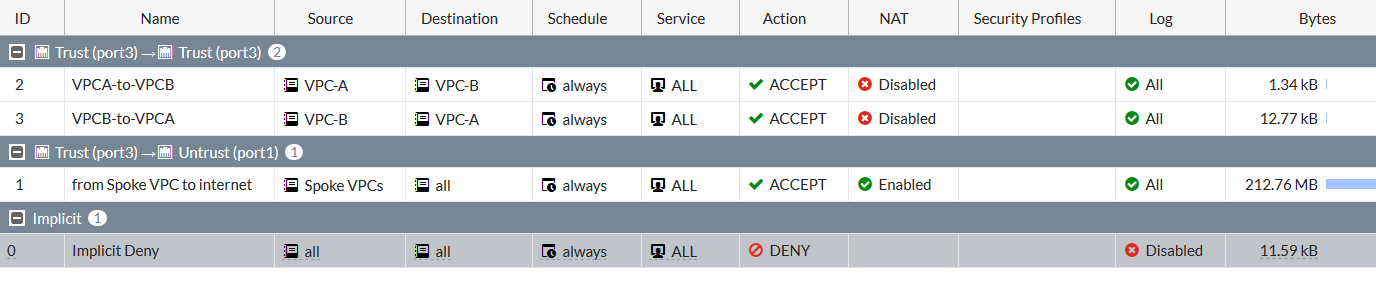 ID Name Source Destination Schedule Service Action NAT Security Profiles Log Bytes
Trust (port3) → Trust (port3) 2
2 VPCA-to-VPCB VPC-A VPC-B always ALL ACCEPT Disabled All 1.34 kB
3 VPCB-to-VPCA VPC-B VPC-A always ALL ACCEPT Disabled All 12.77 kB
Trust (port3) → Untrust (port1) 1
1 from Spoke VPC to internet Spoke VPCs all always ALL ACCEPT Enabled All 212.76 MB
Implicit 1
0 Implicit Deny all all always ALL DENY Disabled 11.59 kB